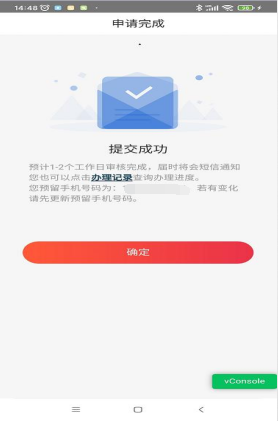 14:48
申请完成
提交成功
预计1-2个工作日审核完成，届时将会短信通知
您也可以点击办理记录查询办理进度。
您预留手机号码为：
若有变化
请先更新预留手机号码。
确定
vConsole